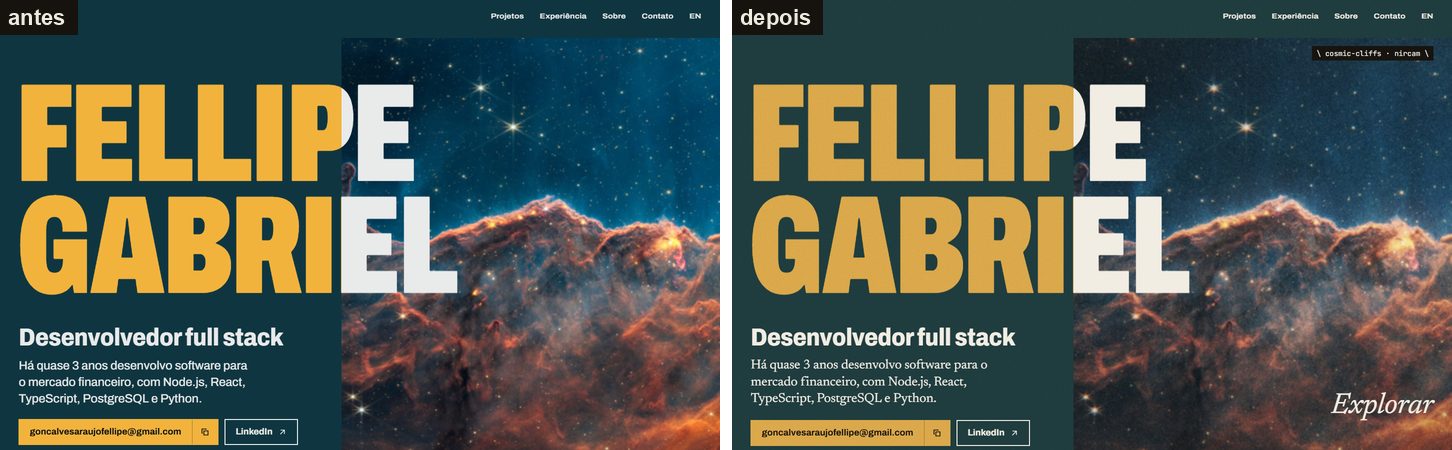 antes
Projetos Experiência Sobre Contato EN
FELLIPE
GABRIEL
Desenvolvedor full stack
Há quase 3 anos desenvolvo software para
o mercado financeiro, com Node.js, React,
TypeScript, PostgreSQL e Python.
goncalvesaraujofellipe@gmail.com
LinkedIn ↗
depois
Projetos Experiência Sobre Contato EN
\ cosmic-cliffs · nircam \
FELLIPE
GABRIEL
Desenvolvedor full stack
Há quase 3 anos desenvolvo software para o
mercado financeiro, com Node.js, React,
TypeScript, PostgreSQL e Python.
Explorar
goncalvesaraujofellipe@gmail.com
LinkedIn ↗